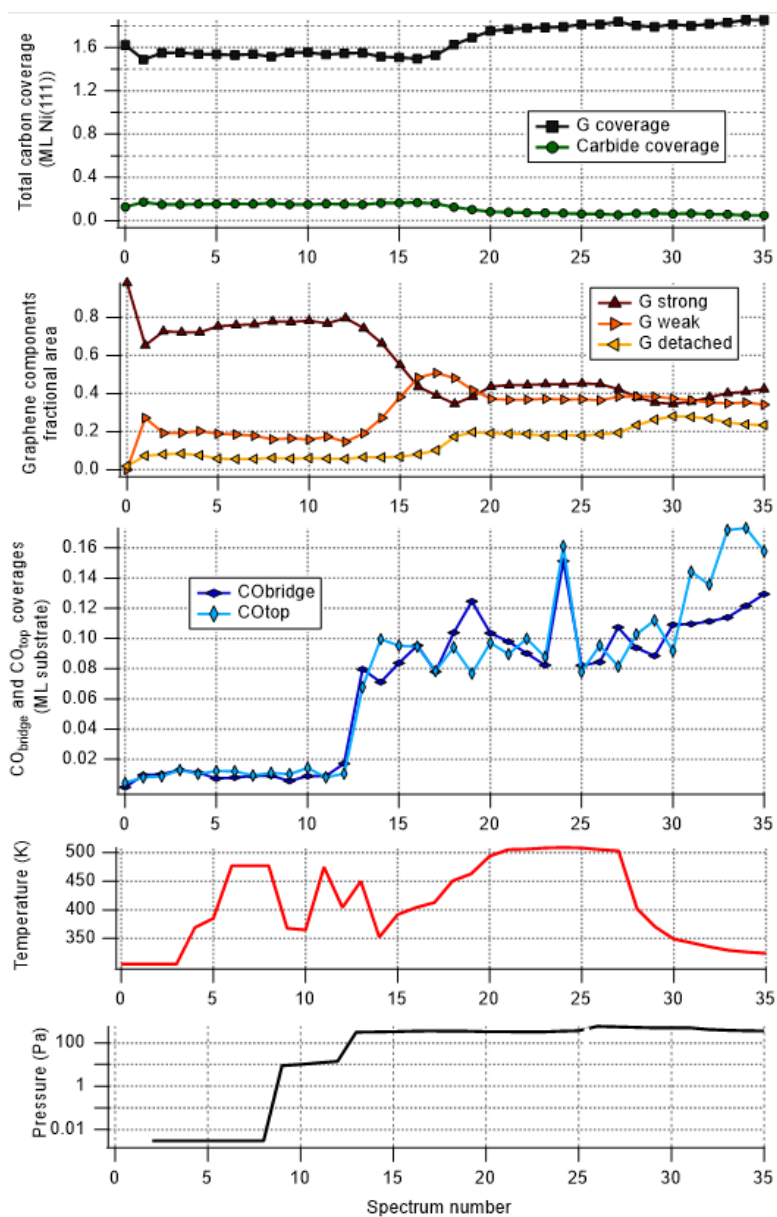 Total carbon coverage
(ML Ni(111))
1.6
1.2
0.8
0.4
0.0
G coverage
Carbide coverage
0 5 10 15 20 25 30 35
Graphene components
fractional area
0.8
0.6
0.4
0.2
0.0
G strong
G weak
G detached
0 5 10 15 20 25 30 35
CObridge and COtop coverages
(ML substrate)
0.16
0.14
0.12
0.10
0.08
0.06
0.04
0.02
CObridge
COtop
0 5 10 15 20 25 30 35
Temperature (K)
500
450
400
350
0 5 10 15 20 25 30 35
Pressure (Pa)
100
1
0.01
0 5 10 15 20 25 30 35
Spectrum number